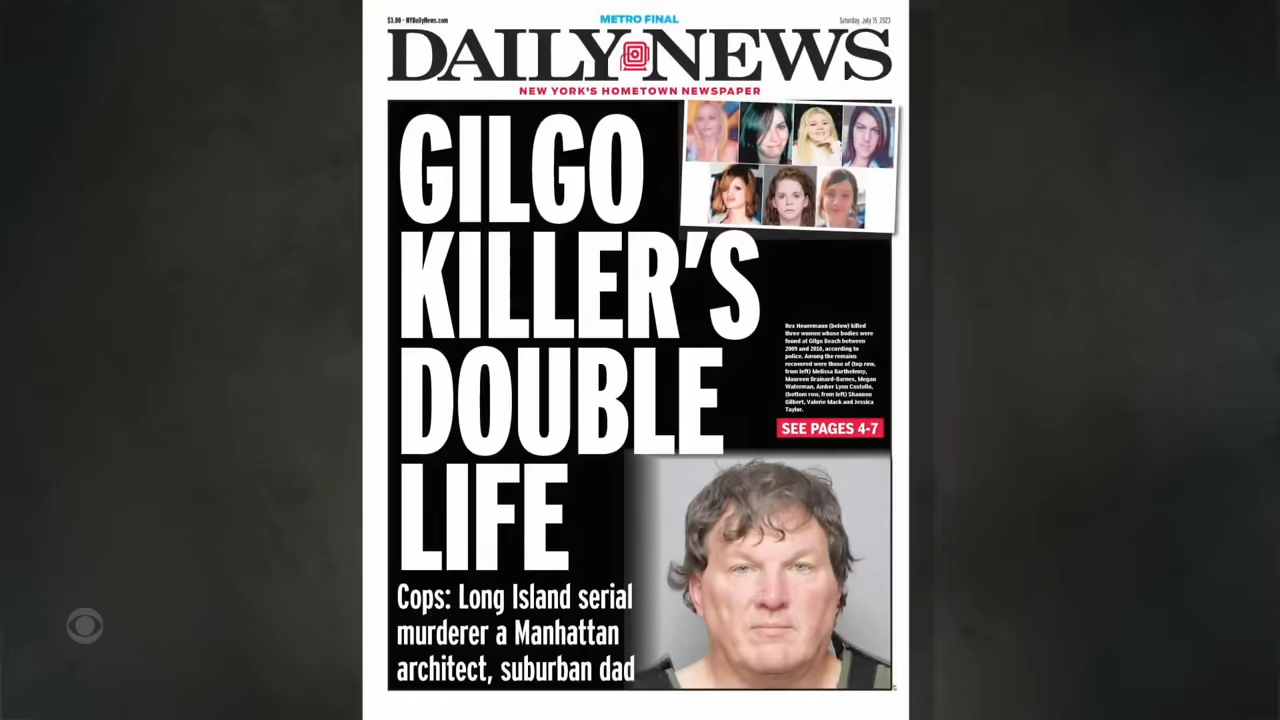 $3.00 • NYDailyNews.com
METRO FINAL
Saturday, July 15, 2023
DAILY NEWS
NEW YORK'S HOMETOWN NEWSPAPER
GILGO
KILLER'S
DOUBLE
LIFE
Rex Heuermann (below) killed
three women whose bodies were
found at Gilgo Beach between
2009 and 2010, according to
police. Among the remains
recovered were those of (top row,
from left) Melissa Barthelemy,
Maureen Brainard-Barnes, Megan
Waterman, Amber Lynn Costello,
(bottom row, from left) Shannon
Gilbert, Valerie Mack and Jessica
Taylor.
SEE PAGES 4-7
Cops: Long Island serial
murderer a Manhattan
architect, suburban dad